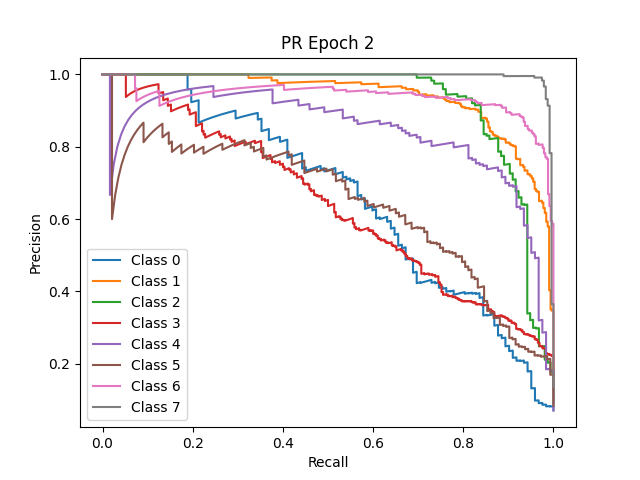 PR Epoch 2
Precision
1.0
0.8
0.6
0.4
0.2
Class 0
Class 1
Class 2
Class 3
Class 4
Class 5
Class 6
Class 7
0.0 0.2 0.4 0.6 0.8 1.0
Recall